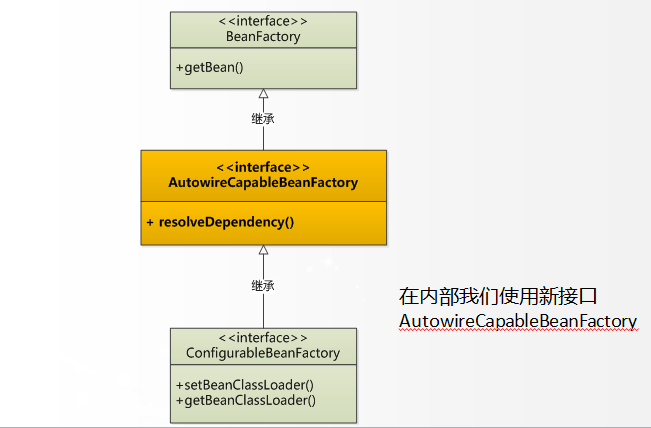 <<interface>>
BeanFactory
+getBean()
继承
<<interface>>
AutowireCapableBeanFactory
+ resolveDependency()
继承
在内部我们使用新接口
AutowireCapableBeanFactory
<<interface>>
ConfigurableBeanFactory
+setBeanClassLoader()
+getBeanClassLoader()